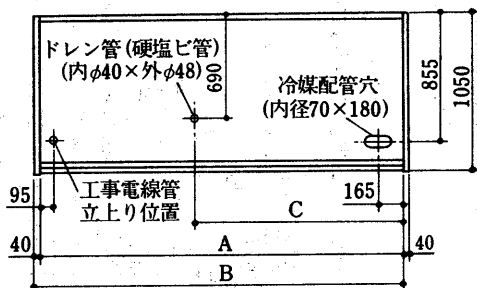 ドレン管(硬塩ビ管)
(内φ40×外φ48)
690
冷媒配管穴
(内径70×180)
855
1050
95
工事電線管
立上り位置
165
C
40
A
40
B